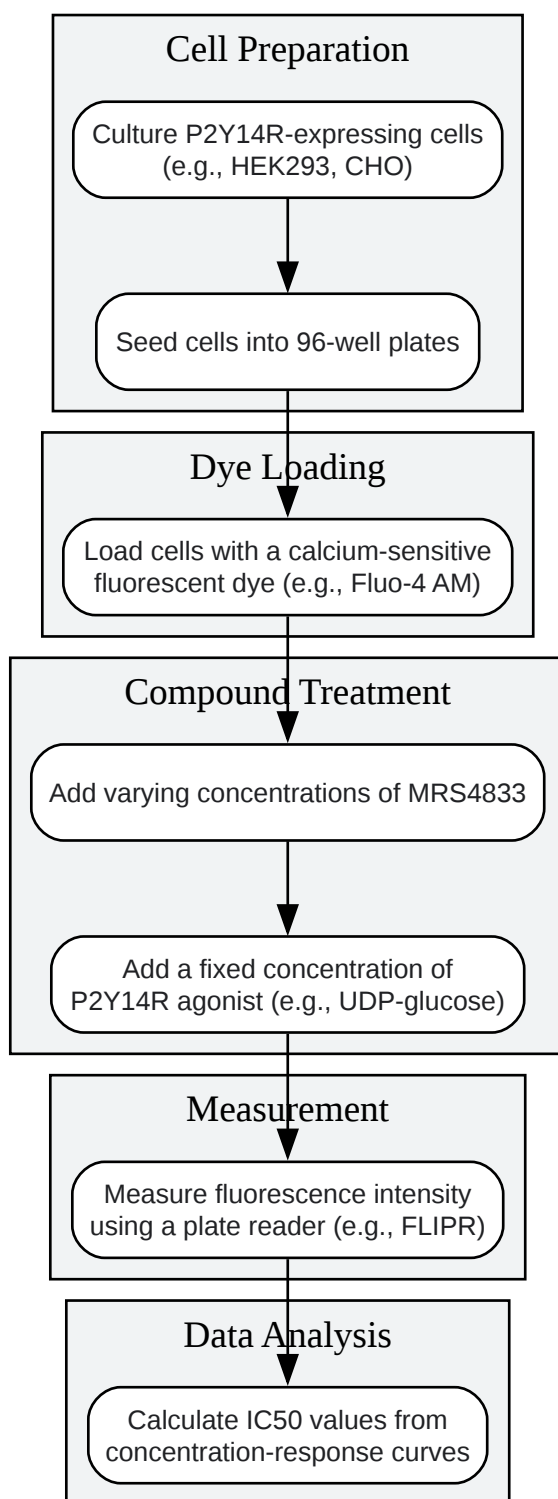 Cell Preparation
Culture P2Y14R-expressing cells
(e.g., HEK293, CHO)
Seed cells into 96-well plates
Dye Loading
Load cells with a calcium-sensitive
fluorescent dye (e.g., Fluo-4 AM)
Compound Treatment
Add varying concentrations of MRS4833
Add a fixed concentration of
P2Y14R agonist (e.g., UDP-glucose)
Measurement
Measure fluorescence intensity
using a plate reader (e.g., FLIPR)
Data Analysis
Calculate IC50 values from
concentration-response curves